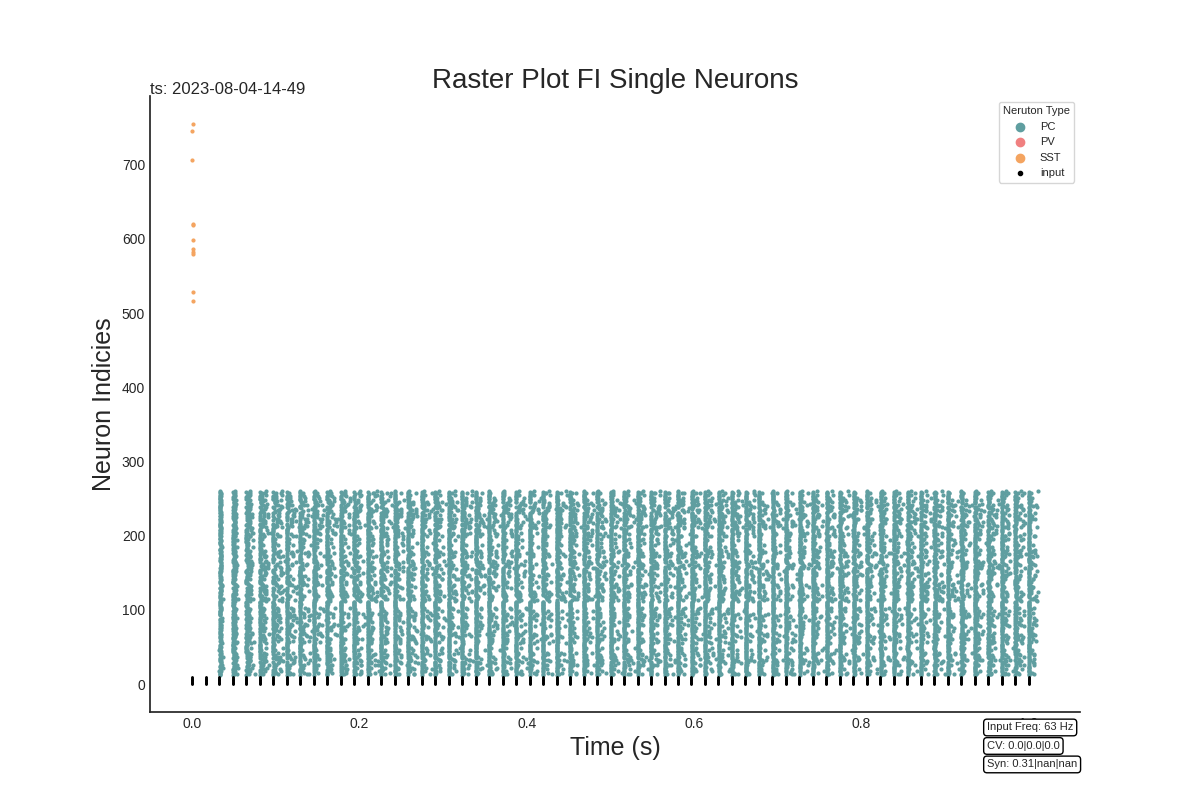 Raster Plot FI Single Neurons
ts: 2023-08-04-14-49
Neruton Type
PC
PV
SST
input
700
600
500
400
300
200
100
0
Neuron Indicies
0.0 0.2 0.4 0.6 0.8
Time (s)
Input Freq: 63 Hz
CV: 0.0|0.0|0.0
Syn: 0.31|nan|nan